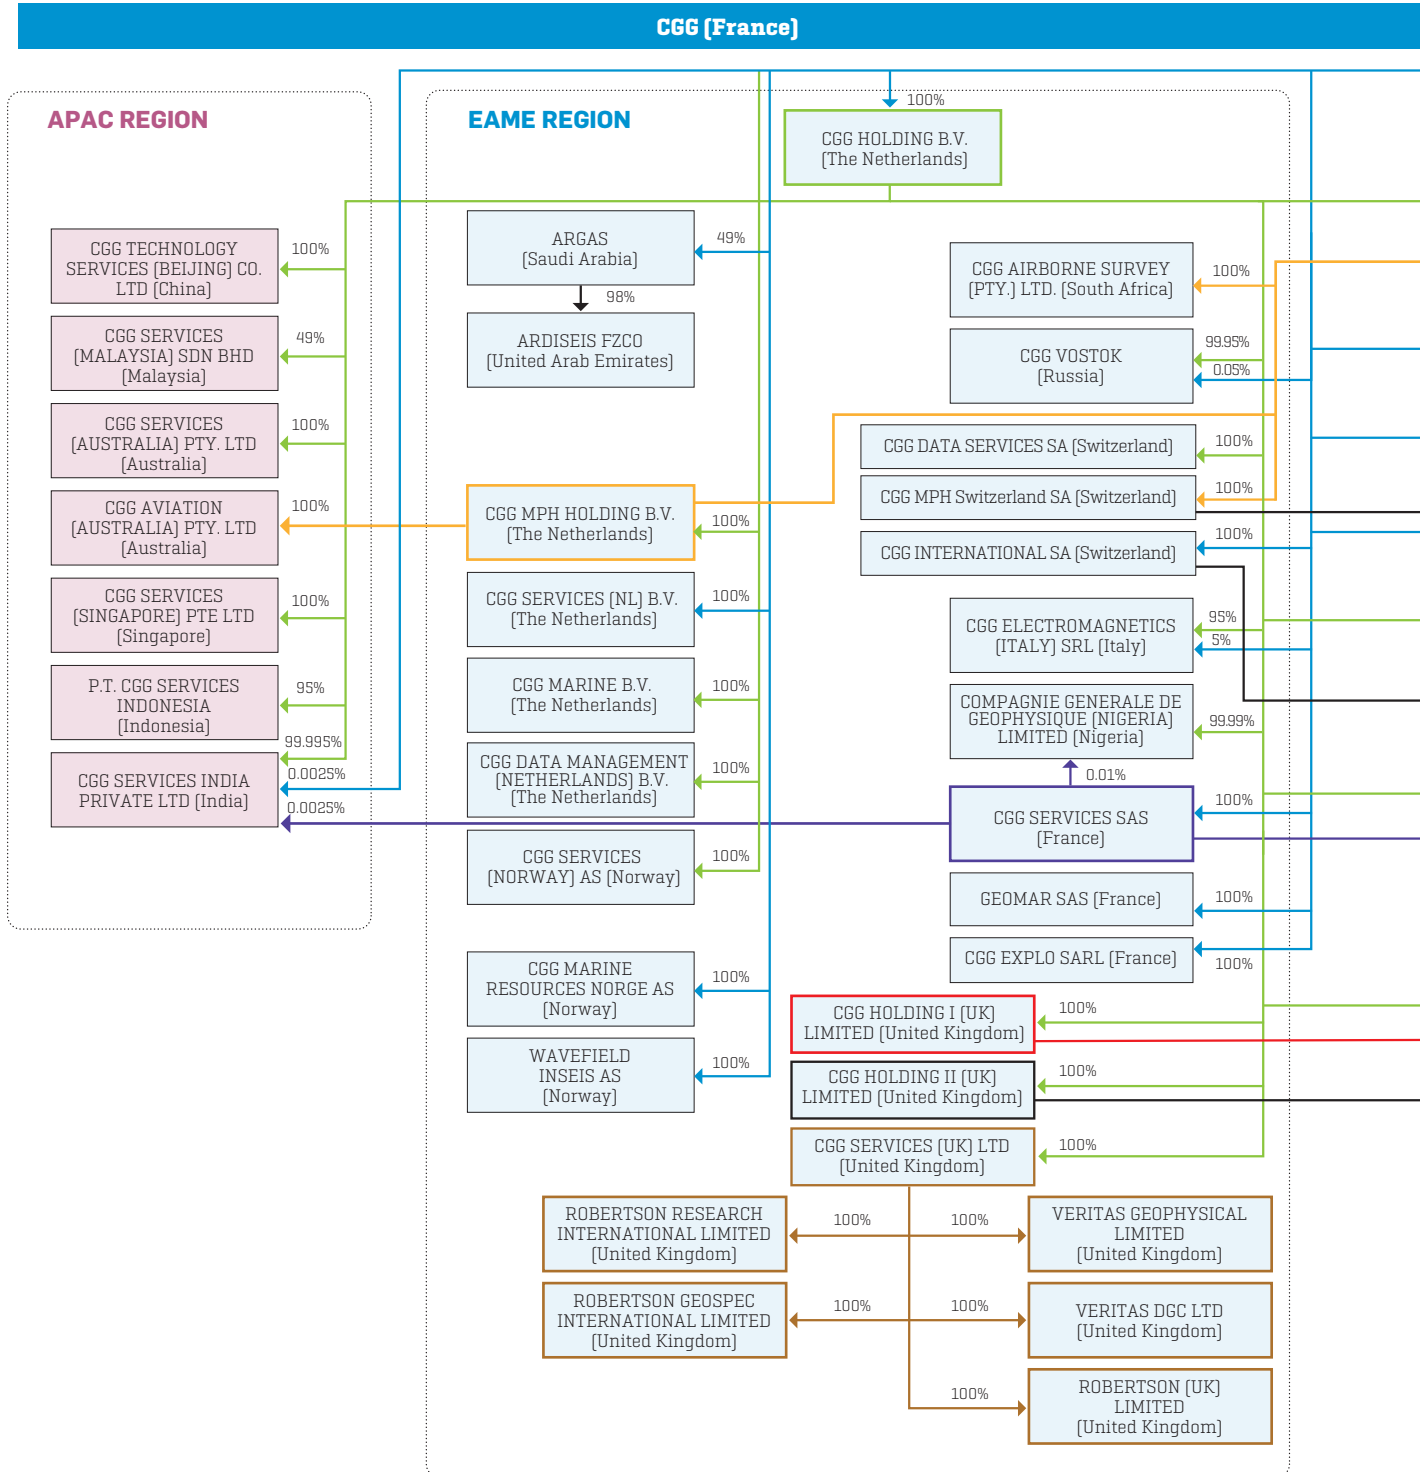 CGG (France)
APAC REGION
CGG TECHNOLOGY
SERVICES (BEIJING) CO.
LTD (China)
100%
CGG SERVICES
(MALAYSIA) SDN BHD
(Malaysia)
49%
CGG SERVICES
(AUSTRALIA) PTY. LTD
(Australia)
100%
CGG AVIATION
(AUSTRALIA) PTY. LTD
(Australia)
100%
CGG SERVICES
(SINGAPORE) PTE LTD
(Singapore)
100%
P.T. CGG SERVICES
INDONESIA
(Indonesia)
95%
99.995%
CGG SERVICES INDIA
PRIVATE LTD (India)
0.0025%
0.0025%
EAME REGION
100%
CGG HOLDING B.V.
(The Netherlands)
ARGAS
(Saudi Arabia)
49%
98%
ARDISEIS FZCO
(United Arab Emirates)
CGG MPH HOLDING B.V.
(The Netherlands)
100%
CGG SERVICES (NL) B.V.
(The Netherlands)
100%
CGG MARINE B.V.
(The Netherlands)
100%
CGG DATA MANAGEMENT
(NETHERLANDS) B.V.
(The Netherlands)
100%
CGG SERVICES
(NORWAY) AS (Norway)
100%
CGG MARINE
RESOURCES NORGE AS
(Norway)
100%
WAVEFIELD
INSEIS AS
(Norway)
100%
CGG AIRBORNE SURVEY
(PTY.) LTD. (South Africa)
100%
CGG VOSTOK
(Russia)
99.95%
0.05%
CGG DATA SERVICES SA (Switzerland)
100%
CGG MPH Switzerland SA (Switzerland)
100%
CGG INTERNATIONAL SA (Switzerland)
100%
CGG ELECTROMAGNETICS
(ITALY) SRL (Italy)
95%
5%
COMPAGNIE GENERALE DE
GEOPHYSIQUE (NIGERIA)
LIMITED (Nigeria)
99.99%
0.01%
CGG SERVICES SAS
(France)
100%
GEOMAR SAS (France)
100%
CGG EXPLO SARL (France)
100%
CGG HOLDING I (UK)
LIMITED (United Kingdom)
100%
CGG HOLDING II (UK)
LIMITED (United Kingdom)
100%
CGG SERVICES (UK) LTD
(United Kingdom)
100%
ROBERTSON RESEARCH
INTERNATIONAL LIMITED
(United Kingdom)
100%
100%
VERITAS GEOPHYSICAL
LIMITED
(United Kingdom)
ROBERTSON GEOSPEC
INTERNATIONAL LIMITED
(United Kingdom)
100%
100%
VERITAS DGC LTD
(United Kingdom)
100%
ROBERTSON (UK)
LIMITED
(United Kingdom)